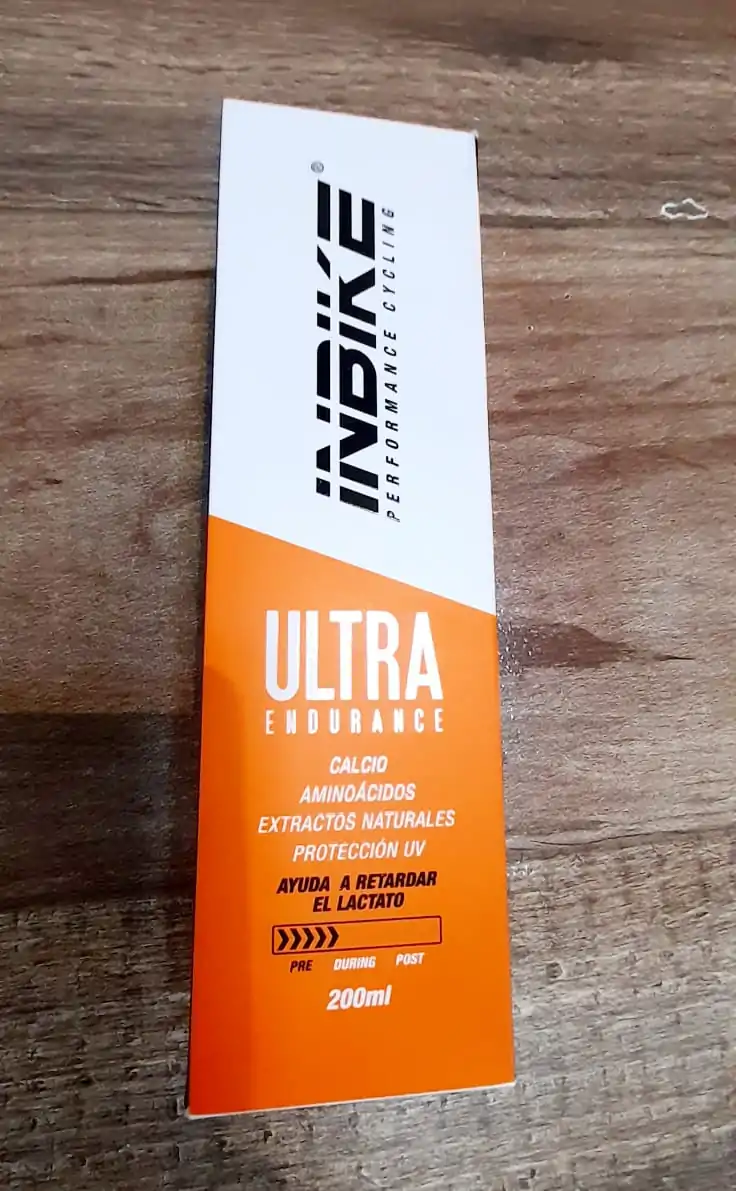 INBIKE®
PERFORMANCE CYCLING
ULTRA
ENDURANCE
CALCIO
AMINOÁCIDOS
EXTRACTOS NATURALES
PROTECCIÓN UV
AYUDA A RETARDAR
EL LACTATO
PRE DURING POST
200ml